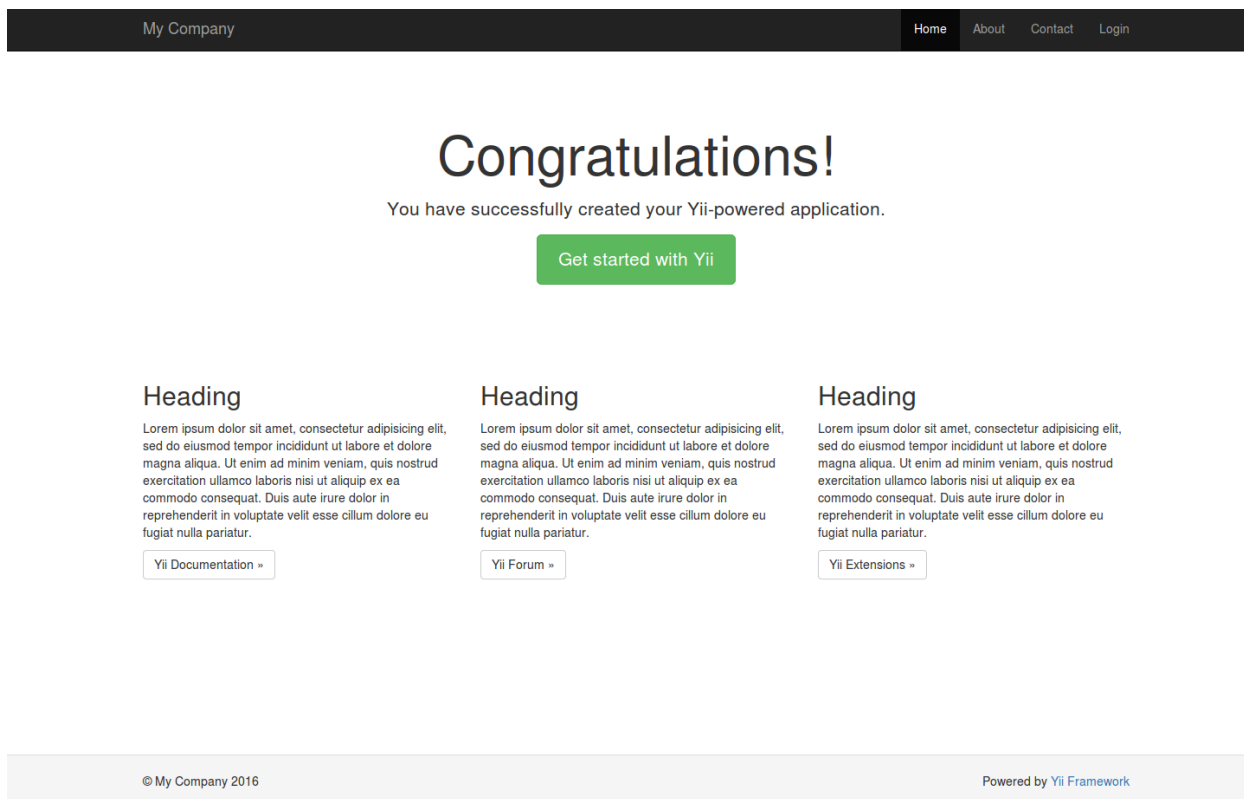 My Company
Home About Contact Login
Congratulations!
You have successfully created your Yii-powered application.
Get started with Yii
Heading
Lorem ipsum dolor sit amet, consectetur adipisicing elit,
sed do eiusmod tempor incididunt ut labore et dolore
magna aliqua. Ut enim ad minim veniam, quis nostrud
exercitation ullamco laboris nisi ut aliquip ex ea
commodo consequat. Duis aute irure dolor in
reprehenderit in voluptate velit esse cillum dolore eu
fugiat nulla pariatur.
Yii Documentation »
Heading
Lorem ipsum dolor sit amet, consectetur adipisicing elit,
sed do eiusmod tempor incididunt ut labore et dolore
magna aliqua. Ut enim ad minim veniam, quis nostrud
exercitation ullamco laboris nisi ut aliquip ex ea
commodo consequat. Duis aute irure dolor in
reprehenderit in voluptate velit esse cillum dolore eu
fugiat nulla pariatur.
Yii Forum »
Heading
Lorem ipsum dolor sit amet, consectetur adipisicing elit,
sed do eiusmod tempor incididunt ut labore et dolore
magna aliqua. Ut enim ad minim veniam, quis nostrud
exercitation ullamco laboris nisi ut aliquip ex ea
commodo consequat. Duis aute irure dolor in
reprehenderit in voluptate velit esse cillum dolore eu
fugiat nulla pariatur.
Yii Extensions »
© My Company 2016
Powered by Yii Framework